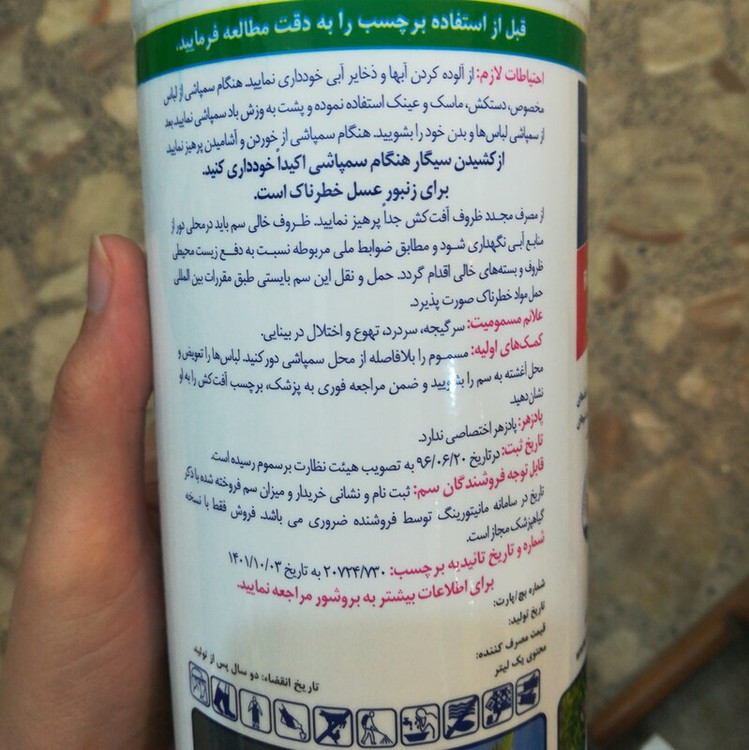 قبل از استفاده برچسب را به دقت مطالعه فرمایید.
احتیاطات لازم: از آلوده کردن آبها و ذخایر آبی خودداری نمایید. هنگام سمپاشی از لباس
مخصوص، دستکش، ماسک و عینک استفاده نموده و پشت به وزش باد سمپاشی نمایید. بعد
از سمپاشی لباس‌ها و بدن خود را بشویید. هنگام سمپاشی از خوردن و آشامیدن پرهیز نمایید.
از کشیدن سیگار هنگام سمپاشی اکیداً خودداری کنید.
برای زنبور عسل خطرناک است.
از مصرف مجدد ظروف آفت‌کش جداً پرهیز نمایید. ظروف خالی سم باید درمحلی دور از
منابع آبی نگهداری شود و مطابق ضوابط ملی مربوطه نسبت به دفع زیست محیطی
ظروف و بسته‌های خالی اقدام گردد. حمل و نقل این سم بایستی طبق مقررات بین المللی
حمل مواد خطرناک صورت پذیرد.
علائم مسمومیت: سرگیجه، سردرد، تهوع و اختلال در بینایی.
کمک‌های اولیه: مسموم را بلافاصله از محل سمپاشی دور کنید. لباس‌ها را تعویض و
محل آغشته به سم را بشویید و ضمن مراجعه فوری به پزشک، برچسب آفت‌کش را به او
نشان دهید.
پادزهر: پادزهر اختصاصی ندارد.
تاریخ ثبت: در تاریخ ۹۶/۰۶/۲۰ به تصویب هیئت نظارت بر سموم رسیده است.
قابل توجه فروشندگان سم: ثبت نام و نشانی خریدار و میزان سم فروخته شده با ذکر
تاریخ در سامانه مانیتورینگ توسط فروشنده ضروری می باشد. فروش فقط با نسخه
گیاهپزشک مجاز است.
شماره و تاریخ تائیدیه برچسب: ۲۰۷۲۴/۷۳۰ به تاریخ ۱۴۰۱/۱۰/۰۳
برای اطلاعات بیشتر به بروشور مراجعه نمایید.
شماره بچ/پارت:
تاریخ تولید:
قیمت مصرف کننده:
محتوی یک لیتر
تاریخ انقضاء: دو سال پس از تولید